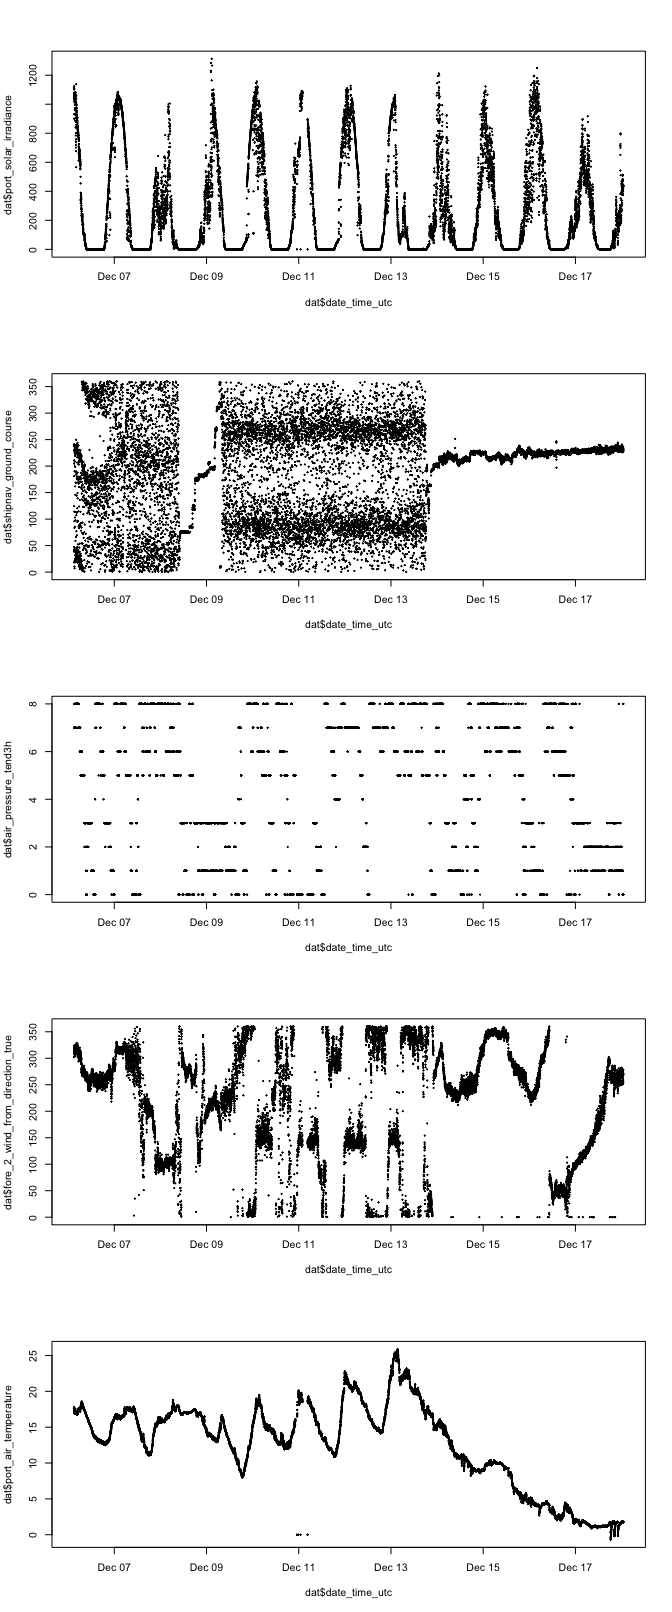 dat$port_solar_irradiance
0 200 400 600 800 1200
Dec 07 Dec 09 Dec 11 Dec 13 Dec 15 Dec 17
dat$date_time_utc
dat$shipnav_ground_course
0 50 100 150 200 250 300 350
Dec 07 Dec 09 Dec 11 Dec 13 Dec 15 Dec 17
dat$date_time_utc
dat$air_pressure_tend3h
0 2 4 6 8
Dec 07 Dec 09 Dec 11 Dec 13 Dec 15 Dec 17
dat$date_time_utc
dat$fore_2_wind_from_direction_true
0 50 100 150 200 250 300 350
Dec 07 Dec 09 Dec 11 Dec 13 Dec 15 Dec 17
dat$date_time_utc
dat$port_air_temperature
0 5 10 15 20 25
Dec 07 Dec 09 Dec 11 Dec 13 Dec 15 Dec 17
dat$date_time_utc